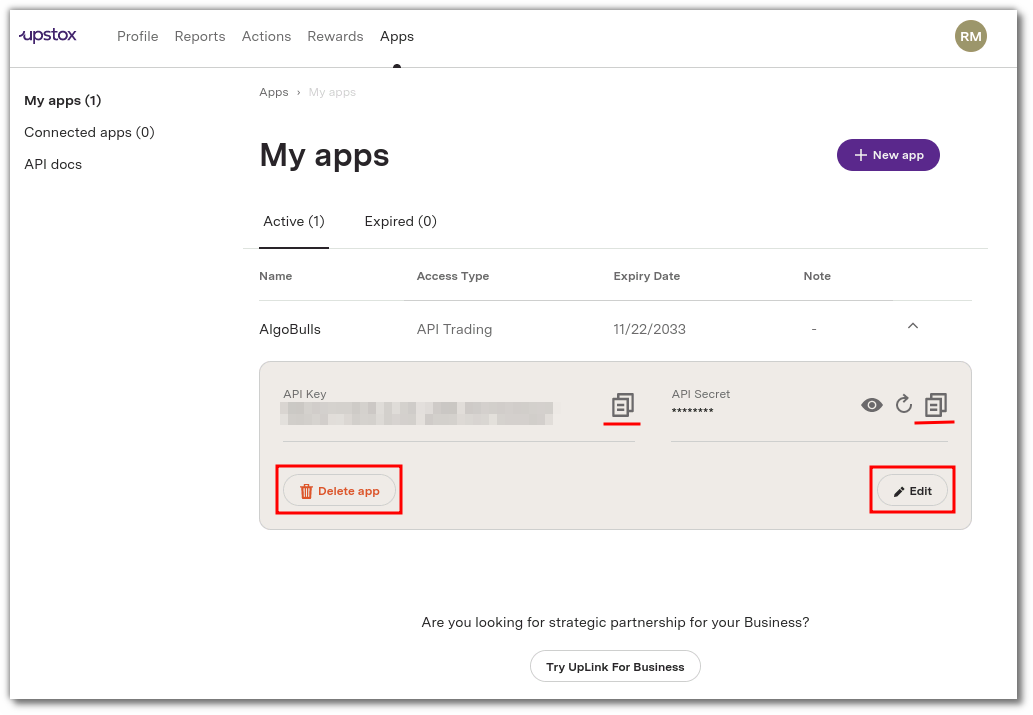 upstox
Profile Reports Actions Rewards Apps
RM
My apps (1)
Connected apps (0)
API docs
Apps › My apps
My apps
+ New app
Active (1) Expired (0)
Name Access Type Expiry Date Note
AlgoBulls API Trading 11/22/2033 -
API Key
API Secret
********
Delete app
Edit
Are you looking for strategic partnership for your Business?
Try UpLink For Business